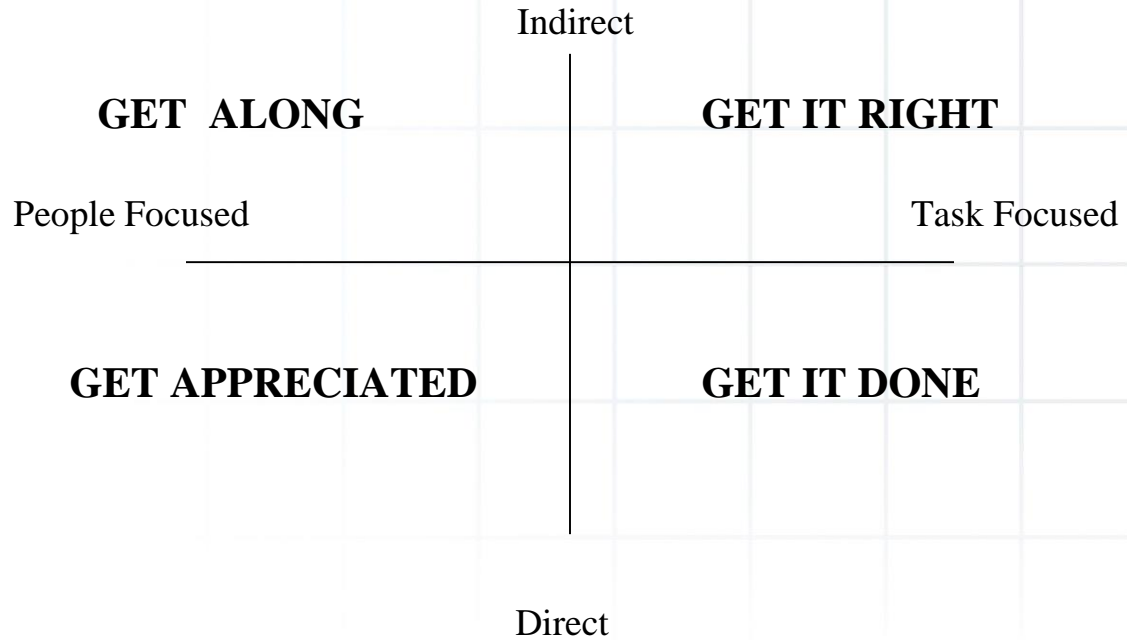 Indirect
GET ALONG
GET IT RIGHT
People Focused
Task Focused
GET APPRECIATED
GET IT DONE
Direct